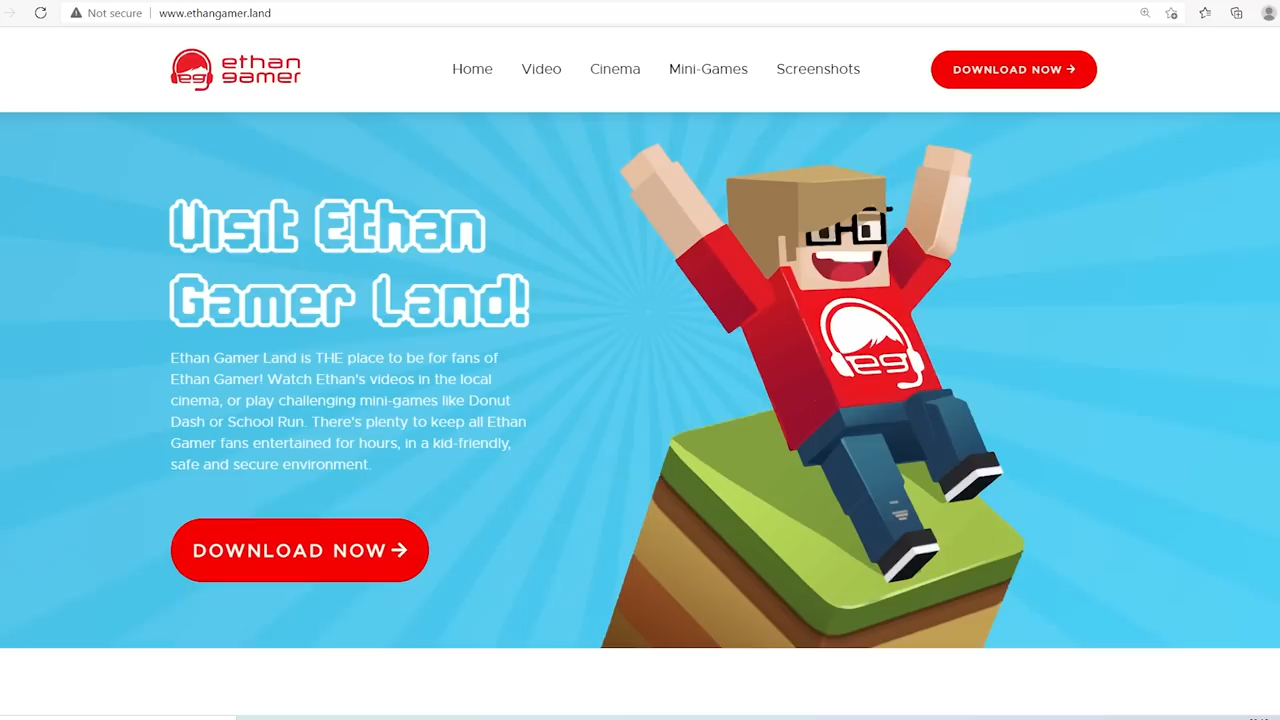 Not secure
www.ethangamer.land
ethan
gamer
eg
Home
Video
Cinema
Mini-Games
Screenshots
DOWNLOAD NOW →
Visit Ethan
Gamer Land!
Ethan Gamer Land is THE place to be for fans of
Ethan Gamer! Watch Ethan's videos in the local
cinema, or play challenging mini-games like Donut
Dash or School Run. There's plenty to keep all Ethan
Gamer fans entertained for hours, in a kid-friendly,
safe and secure environment.
DOWNLOAD NOW →
eg